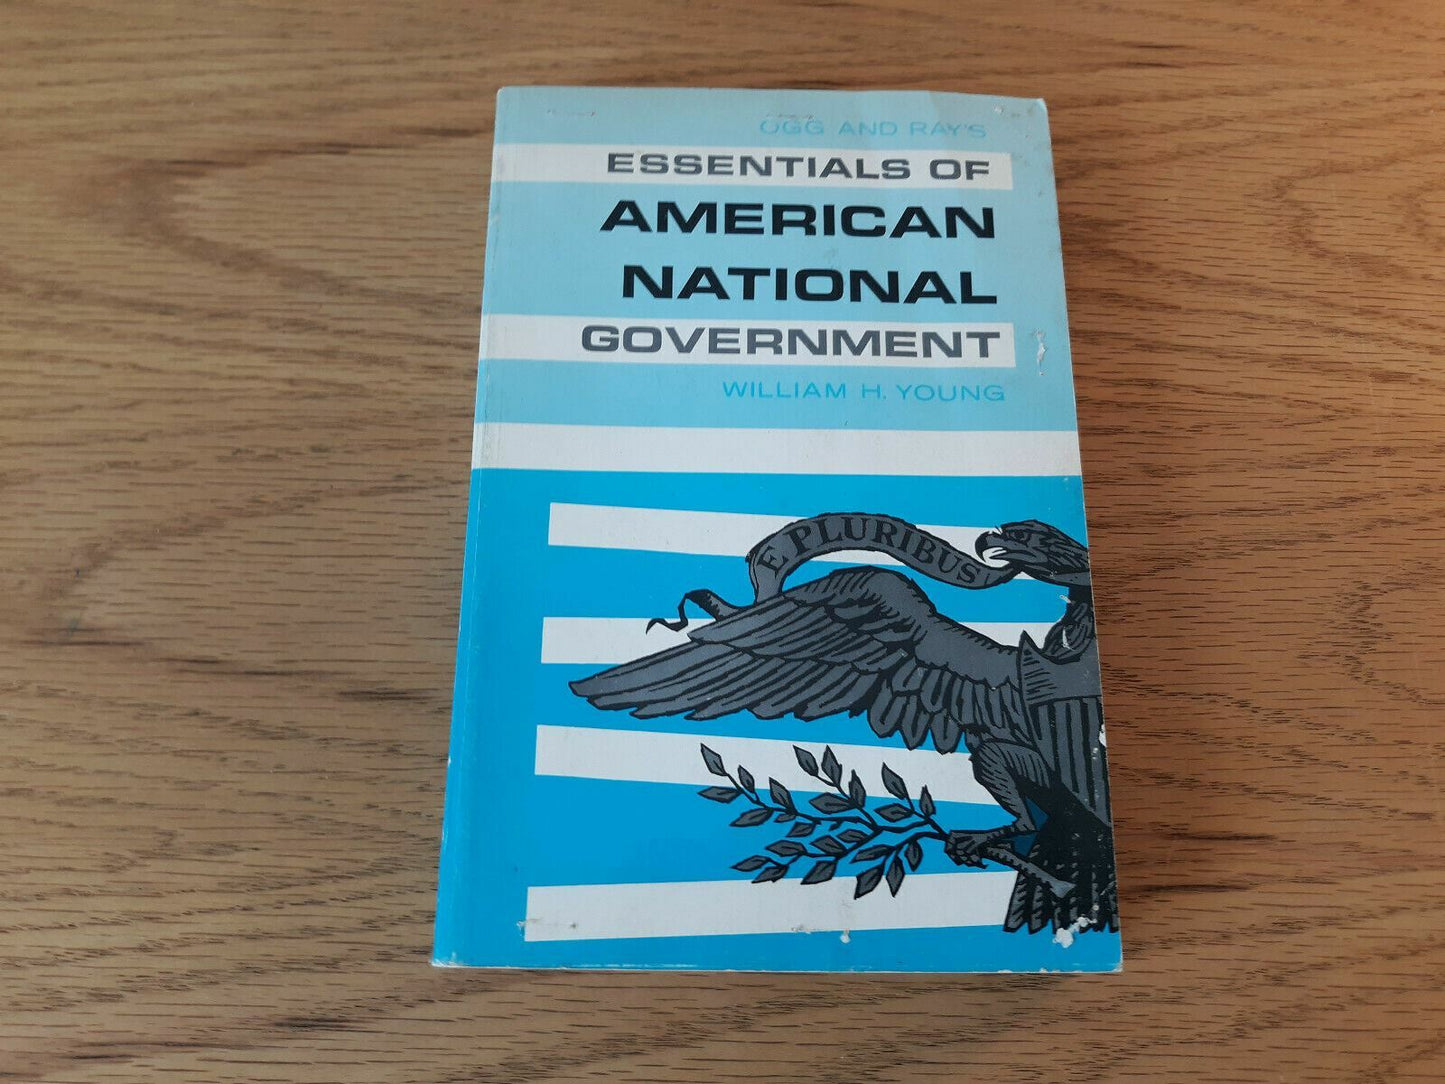 OGG AND RAY'S
ESSENTIALS OF
AMERICAN
NATIONAL
GOVERNMENT
WILLIAM H. YOUNG
E PLURIBUS